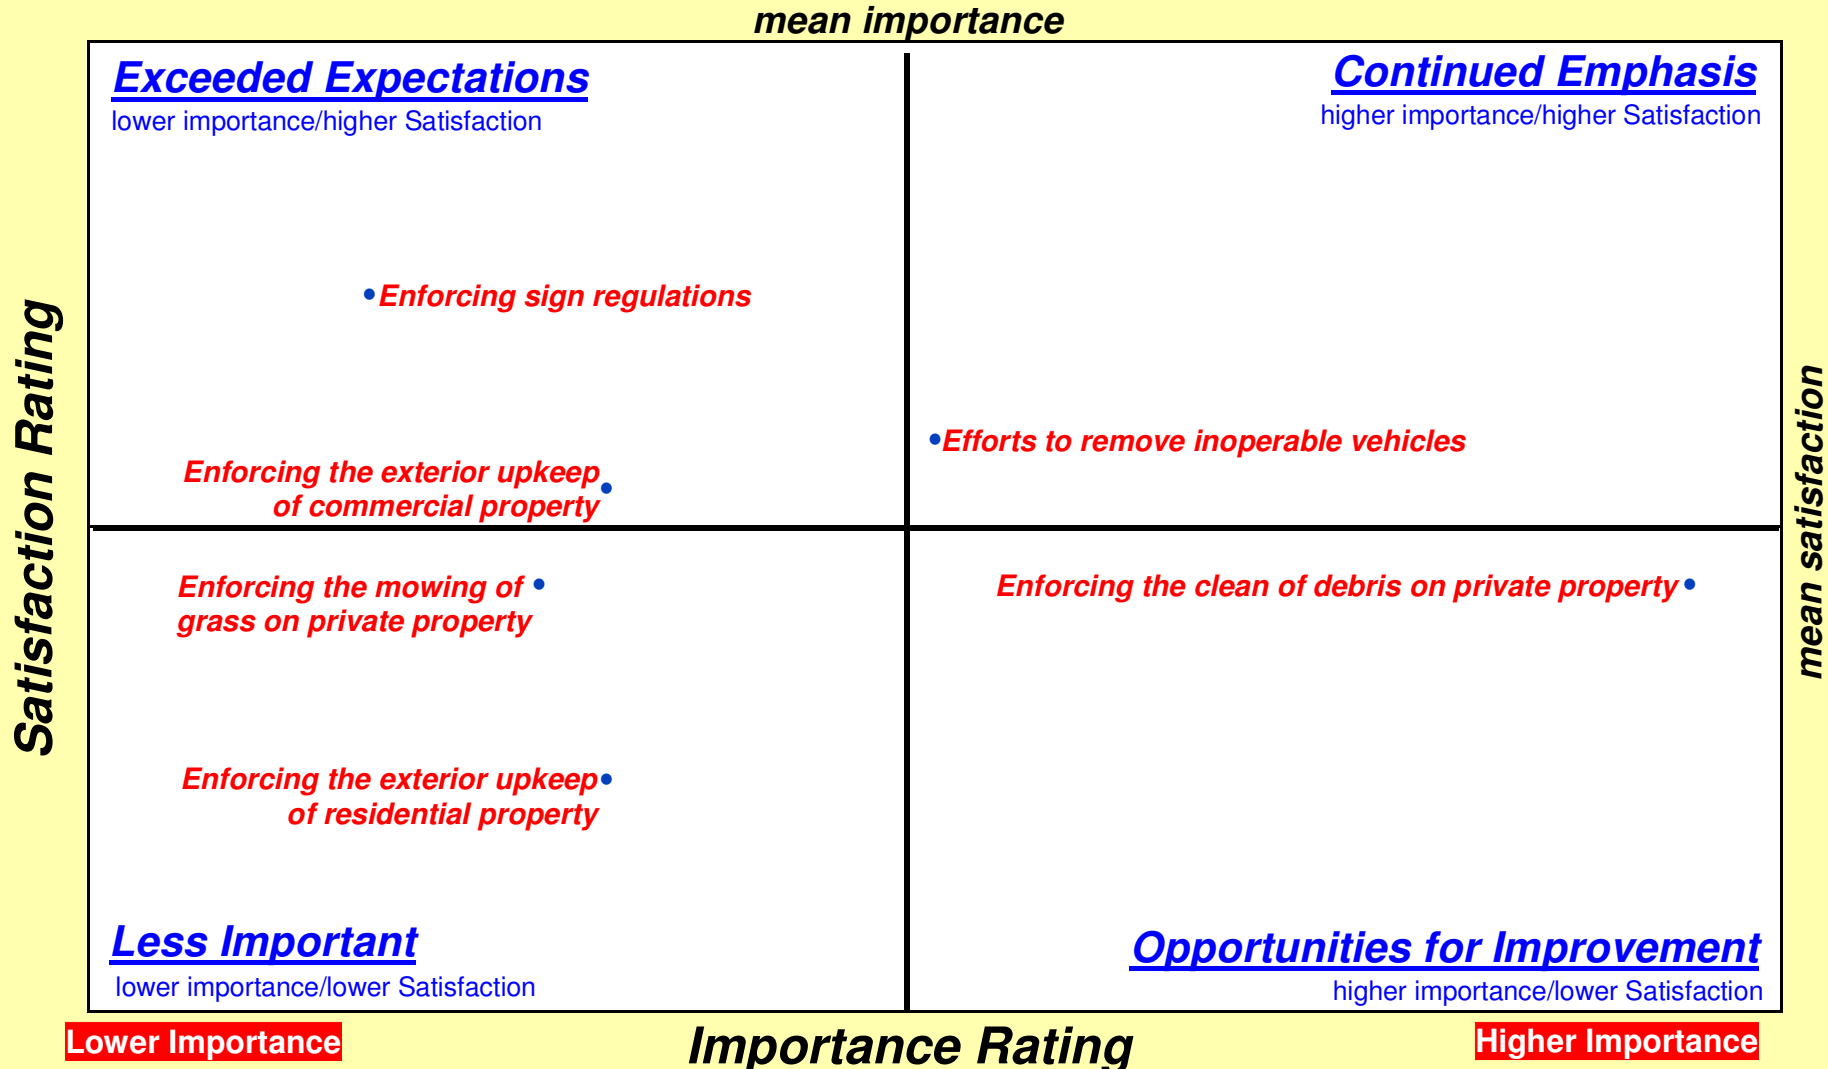 mean importance
Exceeded Expectations
lower importance/higher Satisfaction
Continued Emphasis
higher importance/higher Satisfaction
•Enforcing sign regulations
•Efforts to remove inoperable vehicles
Enforcing the exterior upkeep
of commercial property•
Enforcing the mowing of •
grass on private property
Enforcing the clean of debris on private property•
Enforcing the exterior upkeep•
of residential property
Less Important
lower importance/lower Satisfaction
Opportunities for Improvement
higher importance/lower Satisfaction
Satisfaction Rating
mean satisfaction
Lower Importance
Importance Rating
Higher Importance